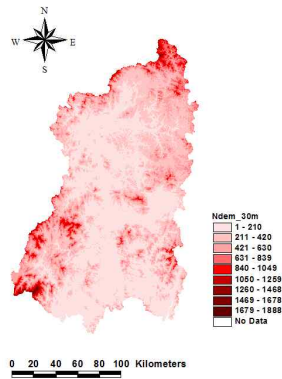 N
W E
S
Ndem_30m
1 - 210
211 - 420
421 - 630
631 - 839
840 - 1049
1050 - 1259
1260 - 1468
1469 - 1678
1679 - 1888
No Data
0 20 40 60 80 100 Kilometers